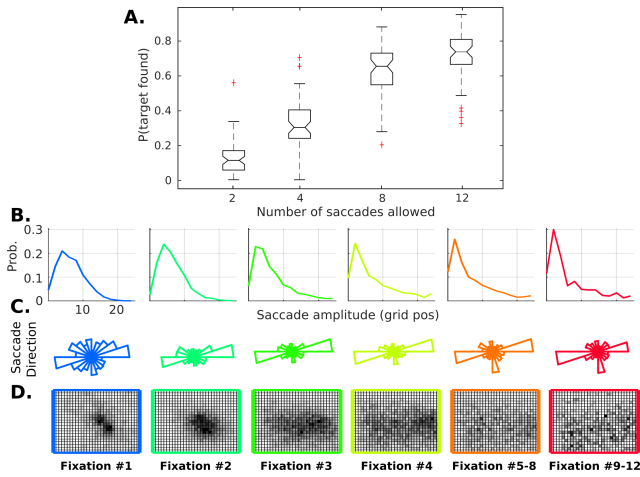 A.
P(target found)
0.8
0.6
0.4
0.2
0
2 4 8 12
Number of saccades allowed
B.
Prob.
0.3
0.2
0.1
0
10 20
Saccade amplitude (grid pos)
C.
Saccade
Direction
D.
Fixation #1 Fixation #2 Fixation #3 Fixation #4 Fixation #5-8 Fixation #9-12